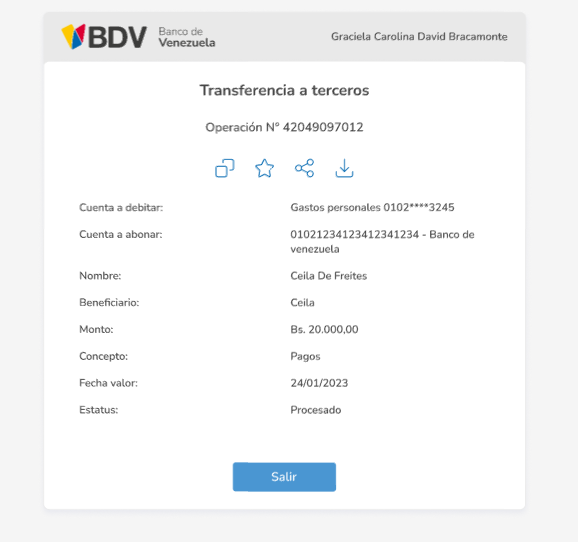 BDV
Banco de
Venezuela
Graciela Carolina David Bracamonte
Transferencia a terceros
Operación N° 42049097012
Cuenta a debitar: Gastos personales 0102****3245
Cuenta a abonar: 01021234123412341234 - Banco de
venezuela
Nombre: Ceila De Freites
Beneficiario: Ceila
Monto: Bs. 20.000,00
Concepto: Pagos
Fecha valor: 24/01/2023
Estatus: Procesado
Salir